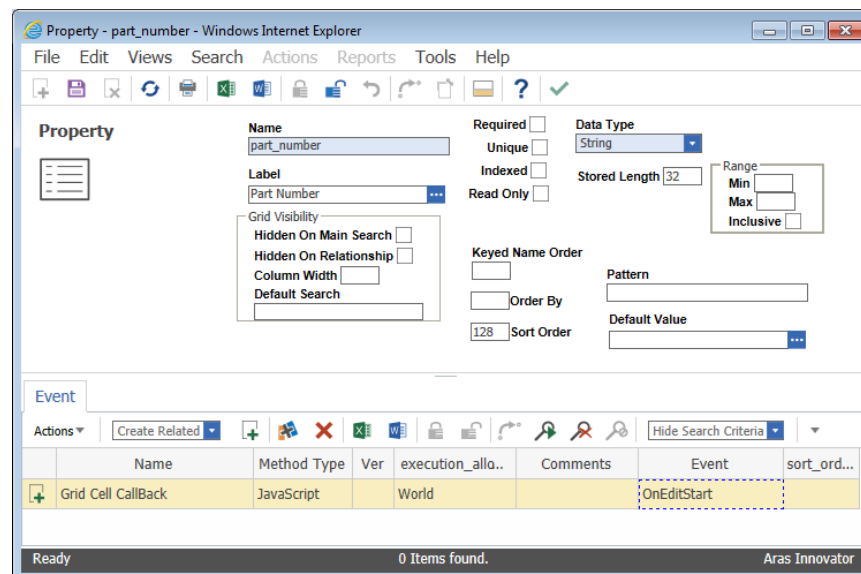 Property - part_number - Windows Internet Explorer
File Edit Views Search Actions Reports Tools Help
Property
Name
part_number
Label
Part Number
Grid Visibility
Hidden On Main Search
Hidden On Relationship
Column Width
Default Search
Required
Unique
Indexed
Read Only
Data Type
String
Stored Length 32
Range
Min
Max
Inclusive
Keyed Name Order
Order By
128 Sort Order
Pattern
Default Value
Event
Actions Create Related Hide Search Criteria
Name Method Type Ver execution_allo.. Comments Event sort_ord...
Grid Cell CallBack JavaScript World OnEditStart
Ready 0 Items found. Aras Innovator